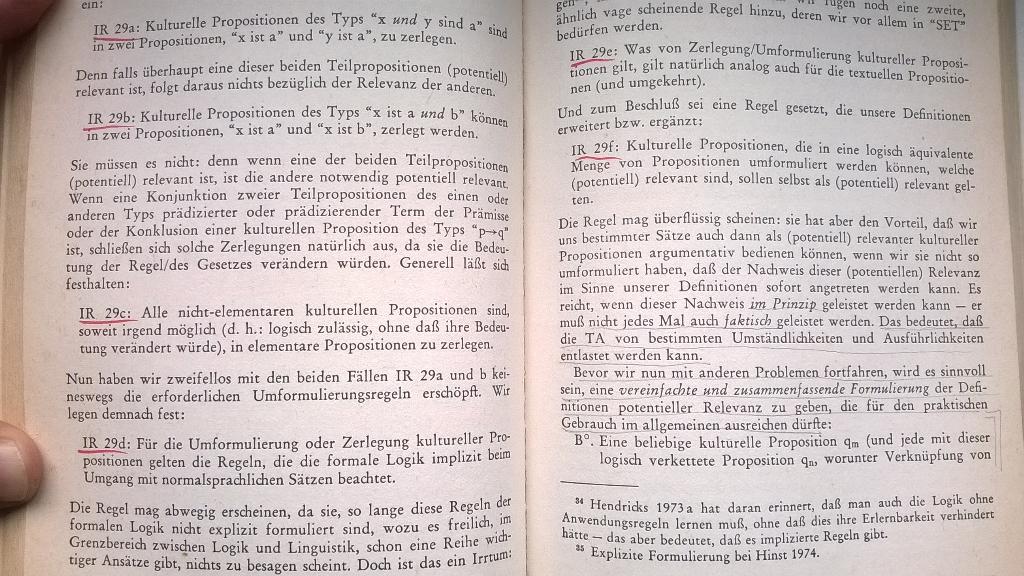 ein:
IR 29a: Kulturelle Propositionen des Typs “x und y sind a” sind
in zwei Propositionen, “x ist a” und “y ist a”, zu zerlegen.
Denn falls überhaupt eine dieser beiden Teilpropositionen (potentiell)
relevant ist, folgt daraus nichts bezüglich der Relevanz der anderen.
IR 29b: Kulturelle Propositionen des Typs “x ist a und b” können
in zwei Propositionen, “x ist a” und “x ist b”, zerlegt werden.
Sie müssen es nicht: denn wenn eine der beiden Teilpropositionen
(potentiell) relevant ist, ist die andere notwendig potentiell relevant.
Wenn eine Konjunktion zweier Teilpropositionen des einen oder
anderen Typs prädizierter oder prädizierender Term der Prämisse
oder der Konklusion einer kulturellen Proposition des Typs “p→q”
ist, schließen sich solche Zerlegungen natürlich aus, da sie die Bedeu-
tung der Regel/des Gesetzes verändern würden. Generell läßt sich
festhalten:
IR 29c: Alle nicht-elementaren kulturellen Propositionen sind,
soweit irgend möglich (d. h.: logisch zulässig, ohne daß ihre Bedeu-
tung verändert würde), in elementare Propositionen zu zerlegen.
Nun haben wir zweifellos mit den beiden Fällen IR 29a und b kei-
neswegs die erforderlichen Umformulierungsregeln erschöpft. Wir
legen demnach fest:
IR 29d: Für die Umformulierung oder Zerlegung kultureller Pro-
positionen gelten die Regeln, die die formale Logik implizit beim
Umgang mit normalsprachlichen Sätzen beachtet.
Die Regel mag abwegig erscheinen, da sie, so lange diese Regeln der
formalen Logik nicht explizit formuliert sind, wozu es freilich, im
Grenzbereich zwischen Logik und Linguistik, schon eine Reihe wich-
tiger Ansätze gibt, nichts zu besagen scheint. Doch ist das ein Irrtum:
fügen noch eine zweite,
ähnlich vage scheinende Regel hinzu, deren wir vor allem in “SET”
bedürfen werden.
IR 29e: Was von Zerlegung/Umformulierung kultureller Proposi-
tionen gilt, gilt natürlich analog auch für die textuellen Propositio-
nen (und umgekehrt).
Und zum Beschluß sei eine Regel gesetzt, die unsere Definitionen
erweitert bzw. ergänzt:
IR 29f: Kulturelle Propositionen, die in eine logisch äquivalente
Menge von Propositionen umformuliert werden können, welche
(potentiell) relevant sind, sollen selbst als (potentiell) relevant gel-
ten.
Die Regel mag überflüssig scheinen: sie hat aber den Vorteil, daß wir
uns bestimmter Sätze auch dann als (potentiell) relevanter kultureller
Propositionen argumentativ bedienen können, wenn wir sie nicht so
umformuliert haben, daß der Nachweis dieser (potentiellen) Relevanz
im Sinne unserer Definitionen sofort angetreten werden kann. Es
reicht, wenn dieser Nachweis im Prinzip geleistet werden kann — er
muß nicht jedes Mal auch faktisch geleistet werden. Das bedeutet, daß
die TA von bestimmten Umständlichkeiten und Ausführlichkeiten
entlastet werden kann.
Bevor wir nun mit anderen Problemen fortfahren, wird es sinnvoll
sein, eine vereinfachte und zusammenfassende Formulierung der Defi-
nitionen potentieller Relevanz zu geben, die für den praktischen
Gebrauch im allgemeinen ausreichen dürfte:
B°. Eine beliebige kulturelle Proposition qm (und jede mit dieser
logisch verkettete Proposition qn, worunter Verknüpfung von
34 Hendricks 1973 a hat daran erinnert, daß man auch die Logik ohne
Anwendungsregeln lernen muß, ohne daß dies ihre Erlernbarkeit verhindert
hätte — das aber bedeutet, daß es implizierte Regeln gibt.
35 Explizite Formulierung bei Hinst 1974.